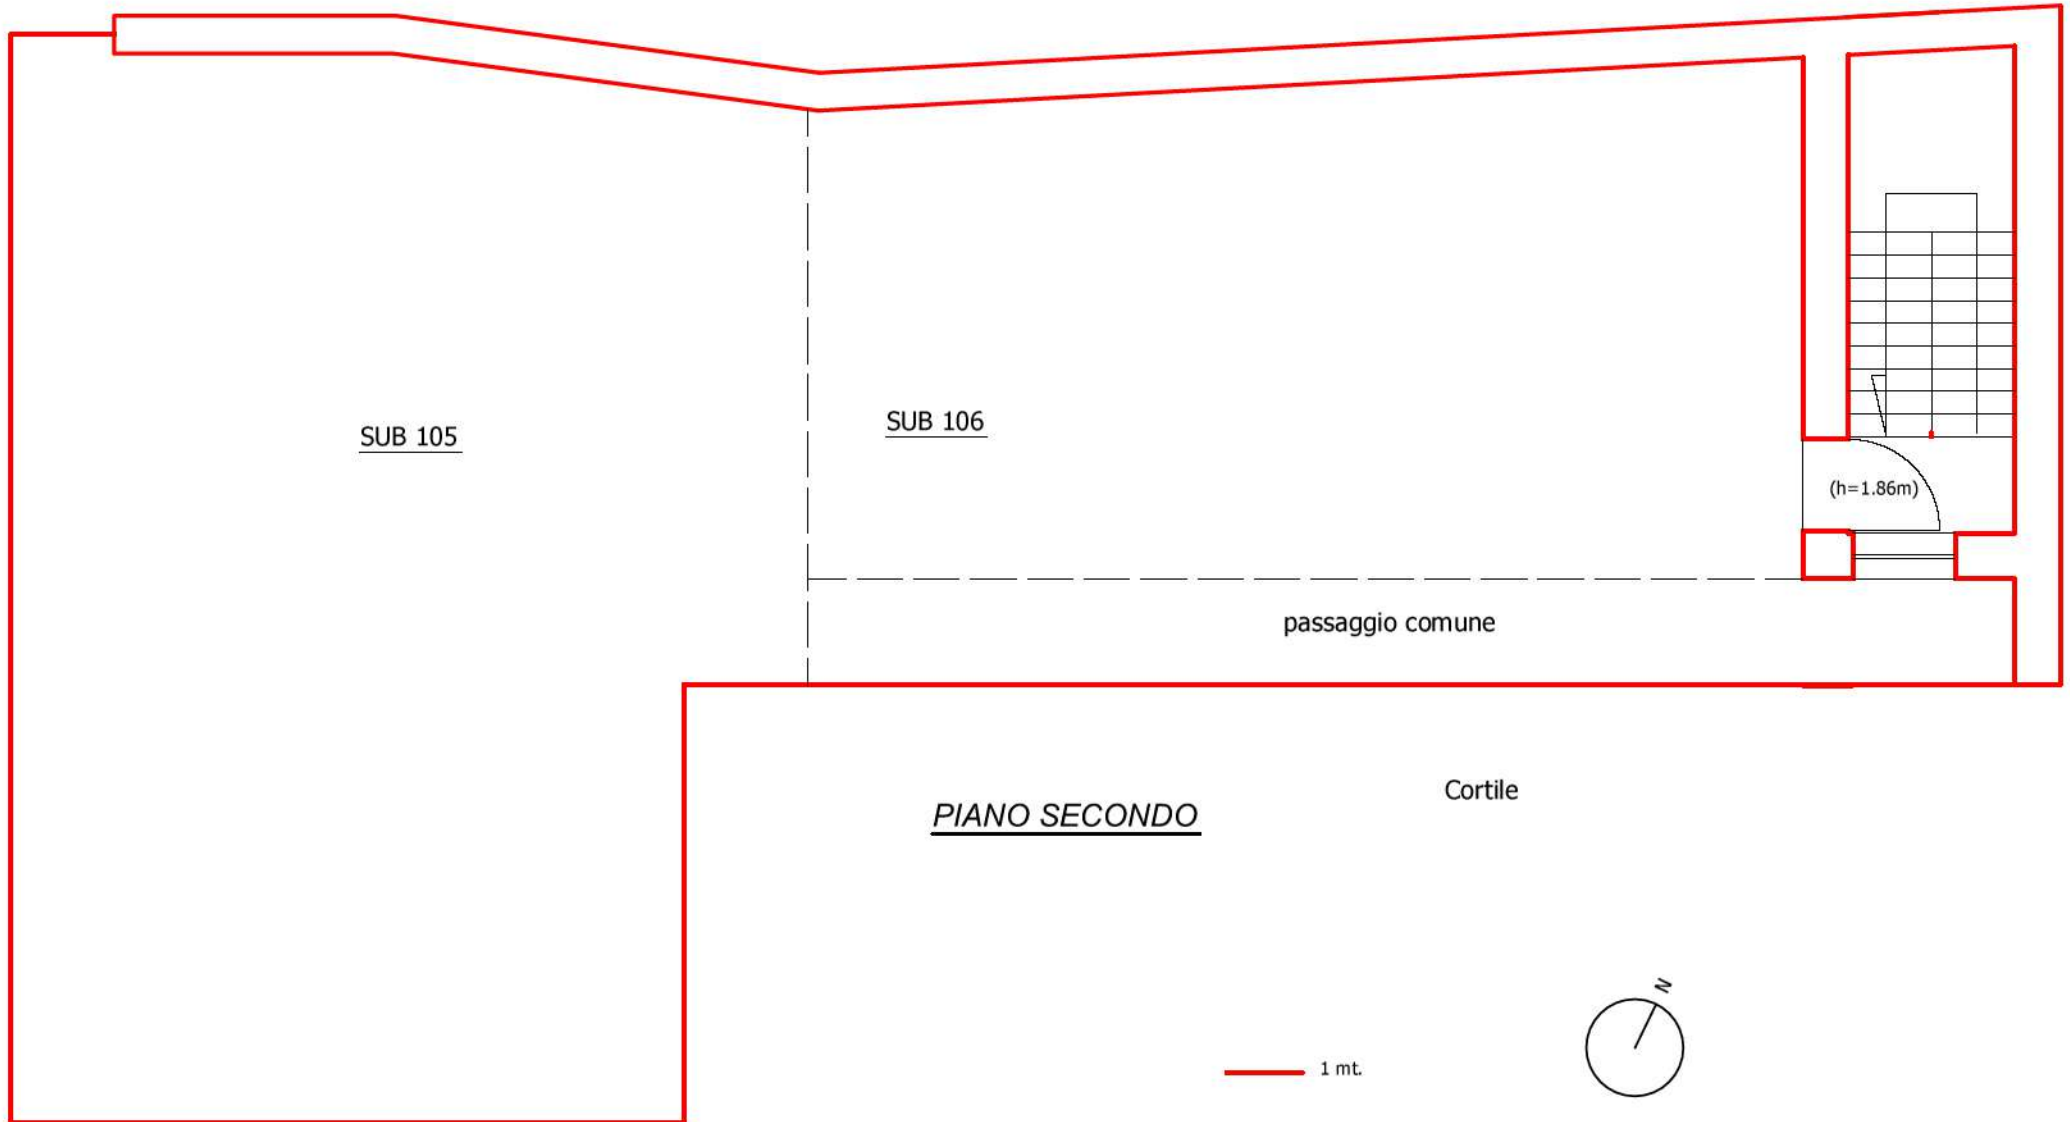 SUB 105
SUB 106
(h=1.86m)
passaggio comune
Cortile
PIANO SECONDO
N
1 mt.